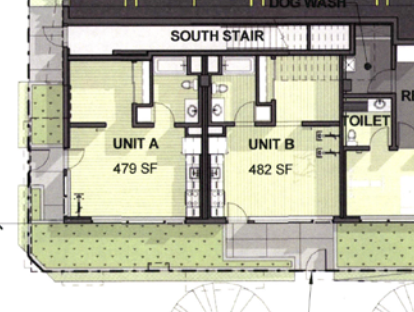 DOG WASH
SOUTH STAIR
TOILET
UNIT A
479 SF
UNIT B
482 SF